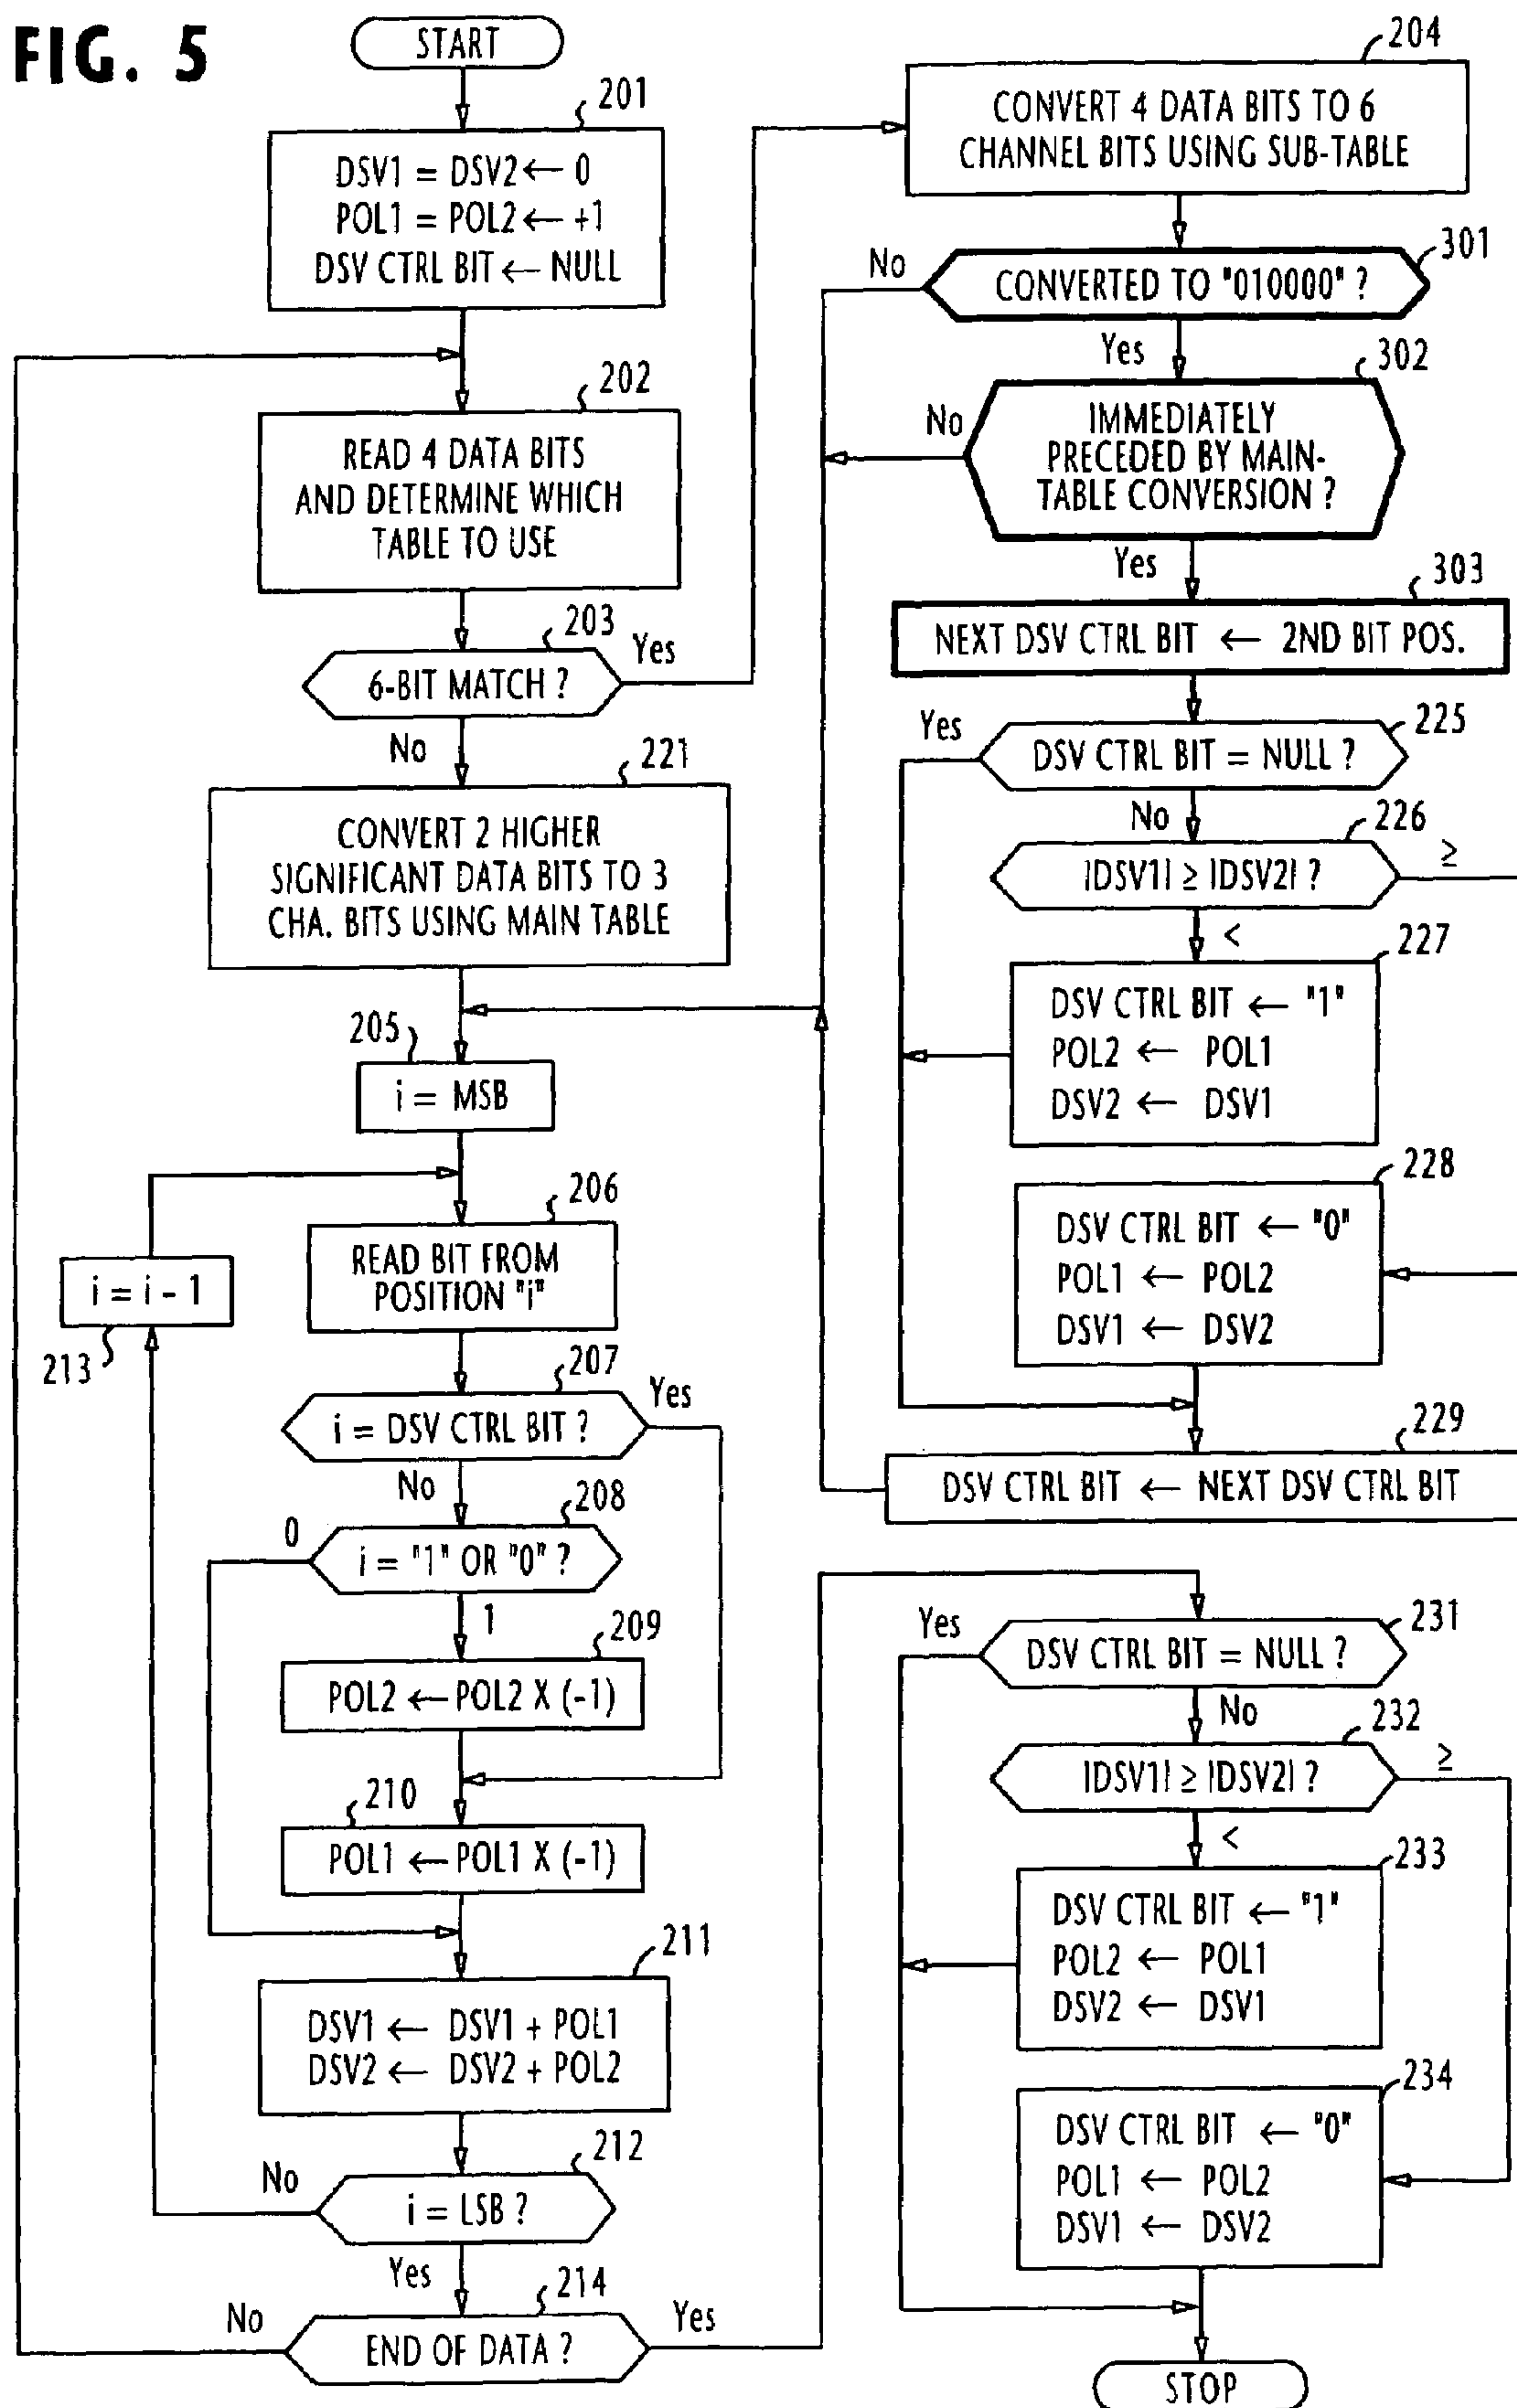 FIG. 5
START
201
DSV1 = DSV2 ← 0
POL1 = POL2 ← +1
DSV CTRL BIT ← NULL
202
READ 4 DATA BITS
AND DETERMINE WHICH
TABLE TO USE
203
6-BIT MATCH ?
Yes
No
221
CONVERT 2 HIGHER
SIGNIFICANT DATA BITS TO 3
CHA. BITS USING MAIN TABLE
205
i = MSB
206
READ BIT FROM
POSITION "i"
i = i - 1
213
207
i = DSV CTRL BIT ?
Yes
No
208
i = "1" OR "0" ?
0
1
209
POL2 ← POL2 X (-1)
210
POL1 ← POL1 X (-1)
211
DSV1 ← DSV1 + POL1
DSV2 ← DSV2 + POL2
212
i = LSB ?
No
Yes
214
END OF DATA ?
No
Yes
204
CONVERT 4 DATA BITS TO 6
CHANNEL BITS USING SUB-TABLE
301
CONVERTED TO "010000" ?
No
Yes
302
IMMEDIATELY
PRECEDED BY MAIN-
TABLE CONVERSION ?
No
Yes
303
NEXT DSV CTRL BIT ← 2ND BIT POS.
225
DSV CTRL BIT = NULL ?
Yes
No
226
|DSV1| ≥ |DSV2| ?
≥
<
227
DSV CTRL BIT ← "1"
POL2 ← POL1
DSV2 ← DSV1
228
DSV CTRL BIT ← "0"
POL1 ← POL2
DSV1 ← DSV2
229
DSV CTRL BIT ← NEXT DSV CTRL BIT
231
DSV CTRL BIT = NULL ?
Yes
No
232
|DSV1| ≥ |DSV2| ?
≥
<
233
DSV CTRL BIT ← "1"
POL2 ← POL1
DSV2 ← DSV1
234
DSV CTRL BIT ← "0"
POL1 ← POL2
DSV1 ← DSV2
STOP